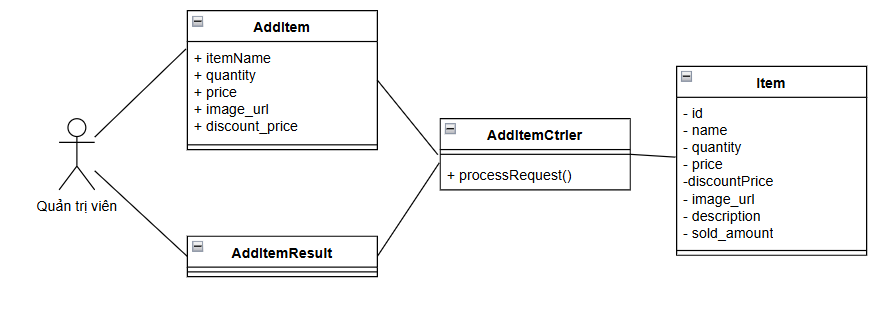 AddItem
+ itemName
+ quantity
+ price
+ image_url
+ discount_price
Quản trị viên
AddItemResult
AddItemCtrler
+ processRequest()
Item
- id
- name
- quantity
- price
-discountPrice
- image_url
- description
- sold_amount